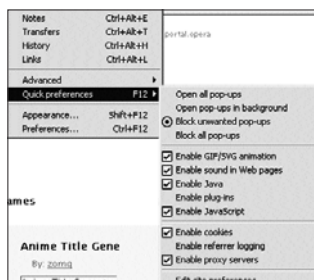 Notes Ctrl+Alt+E
Transfers Ctrl+Alt+T
History Ctrl+Alt+H
Links Ctrl+Alt+L
portal.opera
Advanced
Quick preferences F12
Appearance... Shift+F12
Preferences... Ctrl+F12
Open all pop-ups
Open pop-ups in background
Block unwanted pop-ups
Block all pop-ups
Enable GIF/SVG animation
Enable sound in Web pages
Enable Java
Enable plug-ins
Enable JavaScript
Enable cookies
Enable referrer logging
Enable proxy servers
Edit site preferences
ames
Anime Title Gene
By: zomg